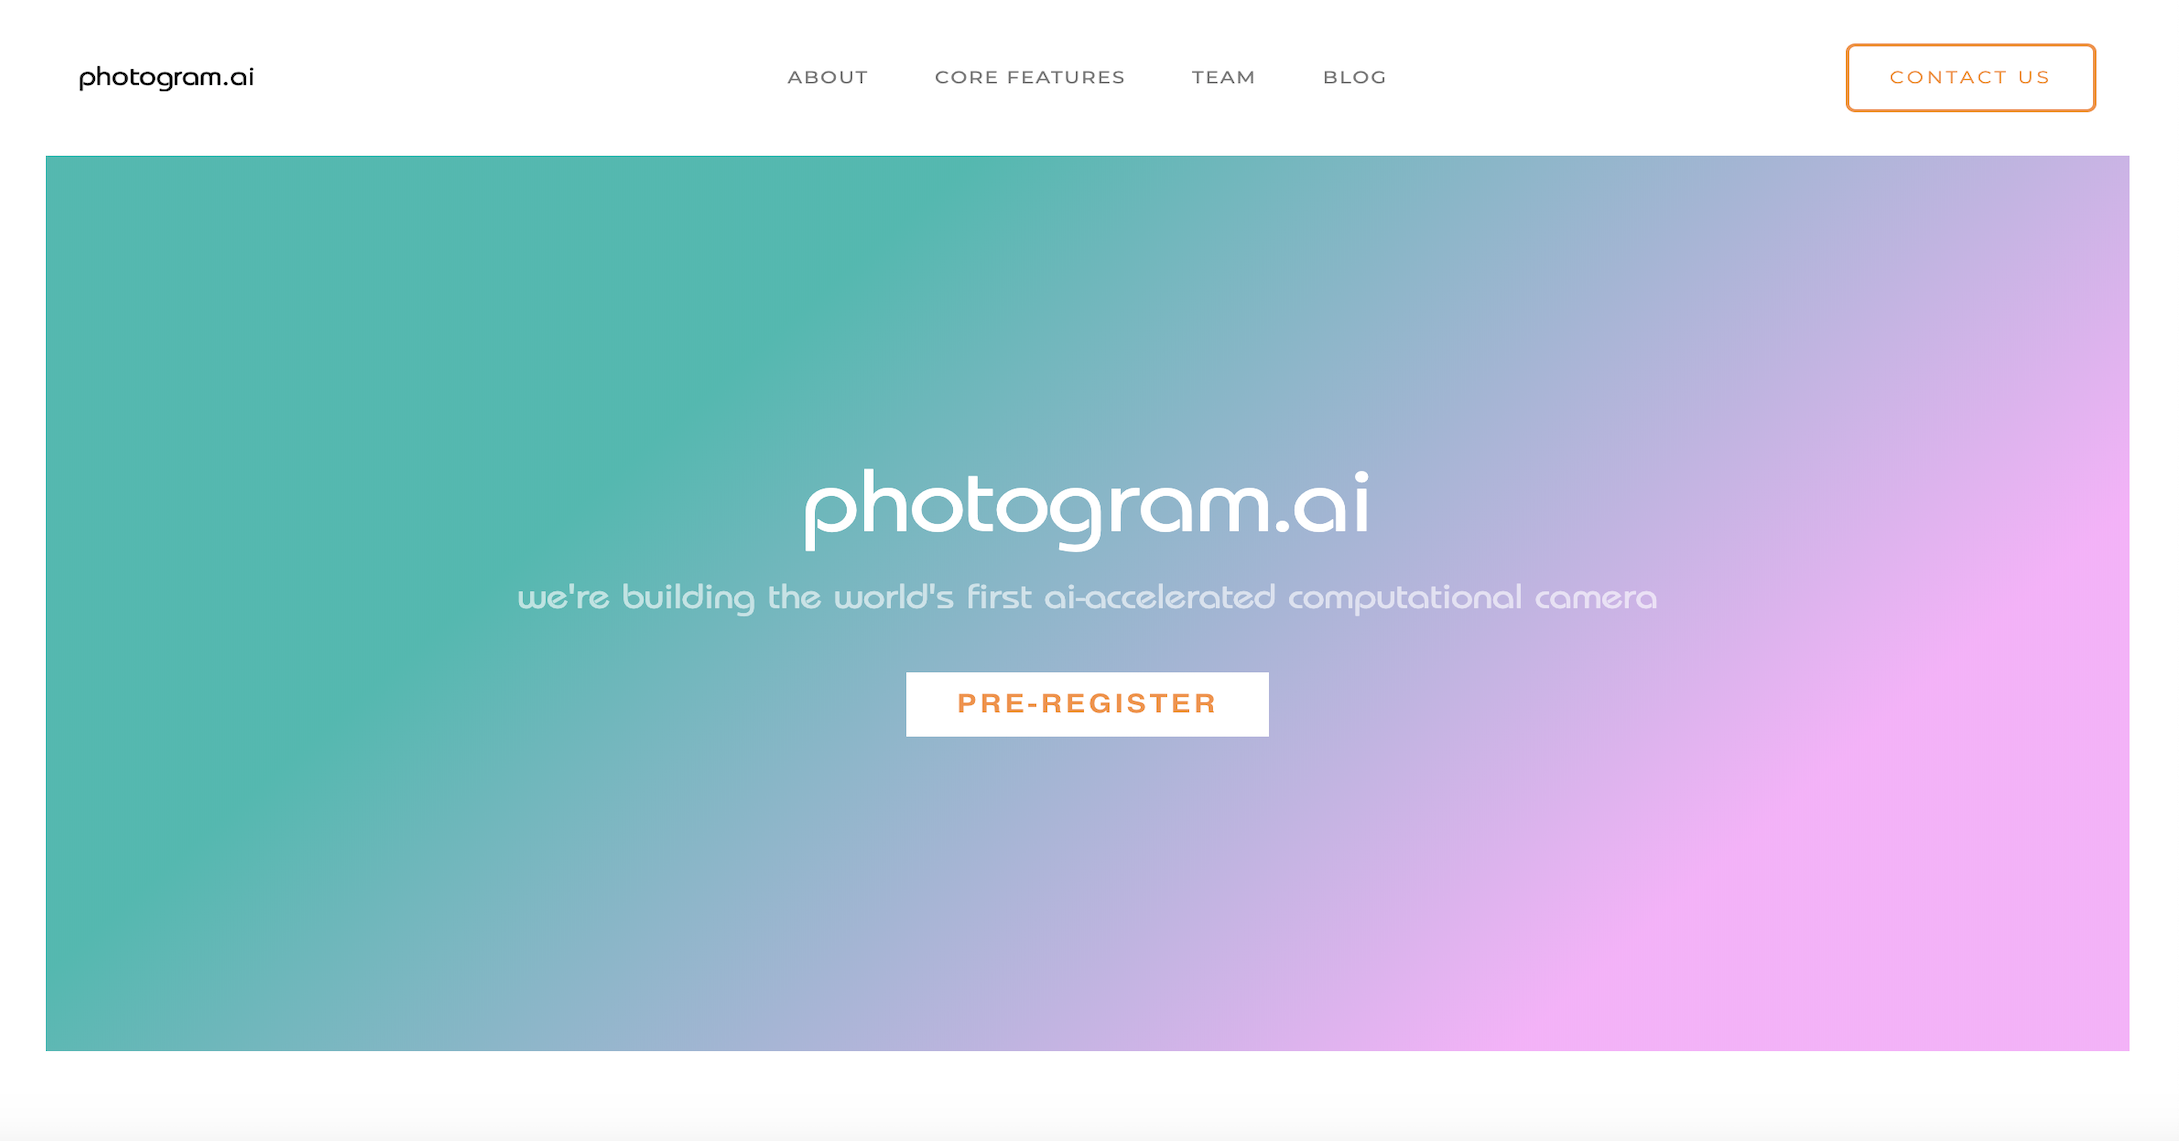 photogram.ai
ABOUT CORE FEATURES TEAM BLOG
CONTACT US
photogram.ai
we're building the world's first ai-accelerated computational camera
PRE-REGISTER